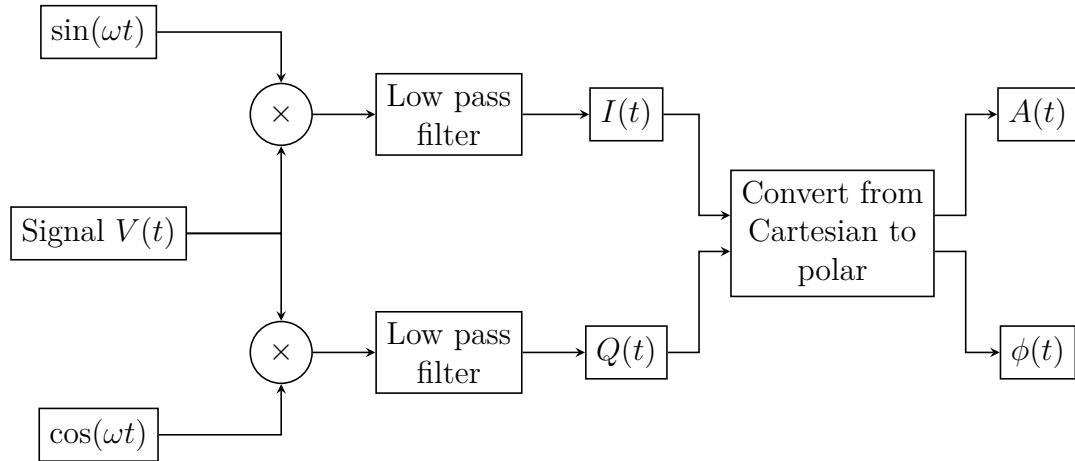 sin(ωt)
×
Low pass
filter
I(t)
A(t)
Signal V(t)
Convert from
Cartesian to
polar
×
Low pass
filter
Q(t)
ϕ(t)
cos(ωt)